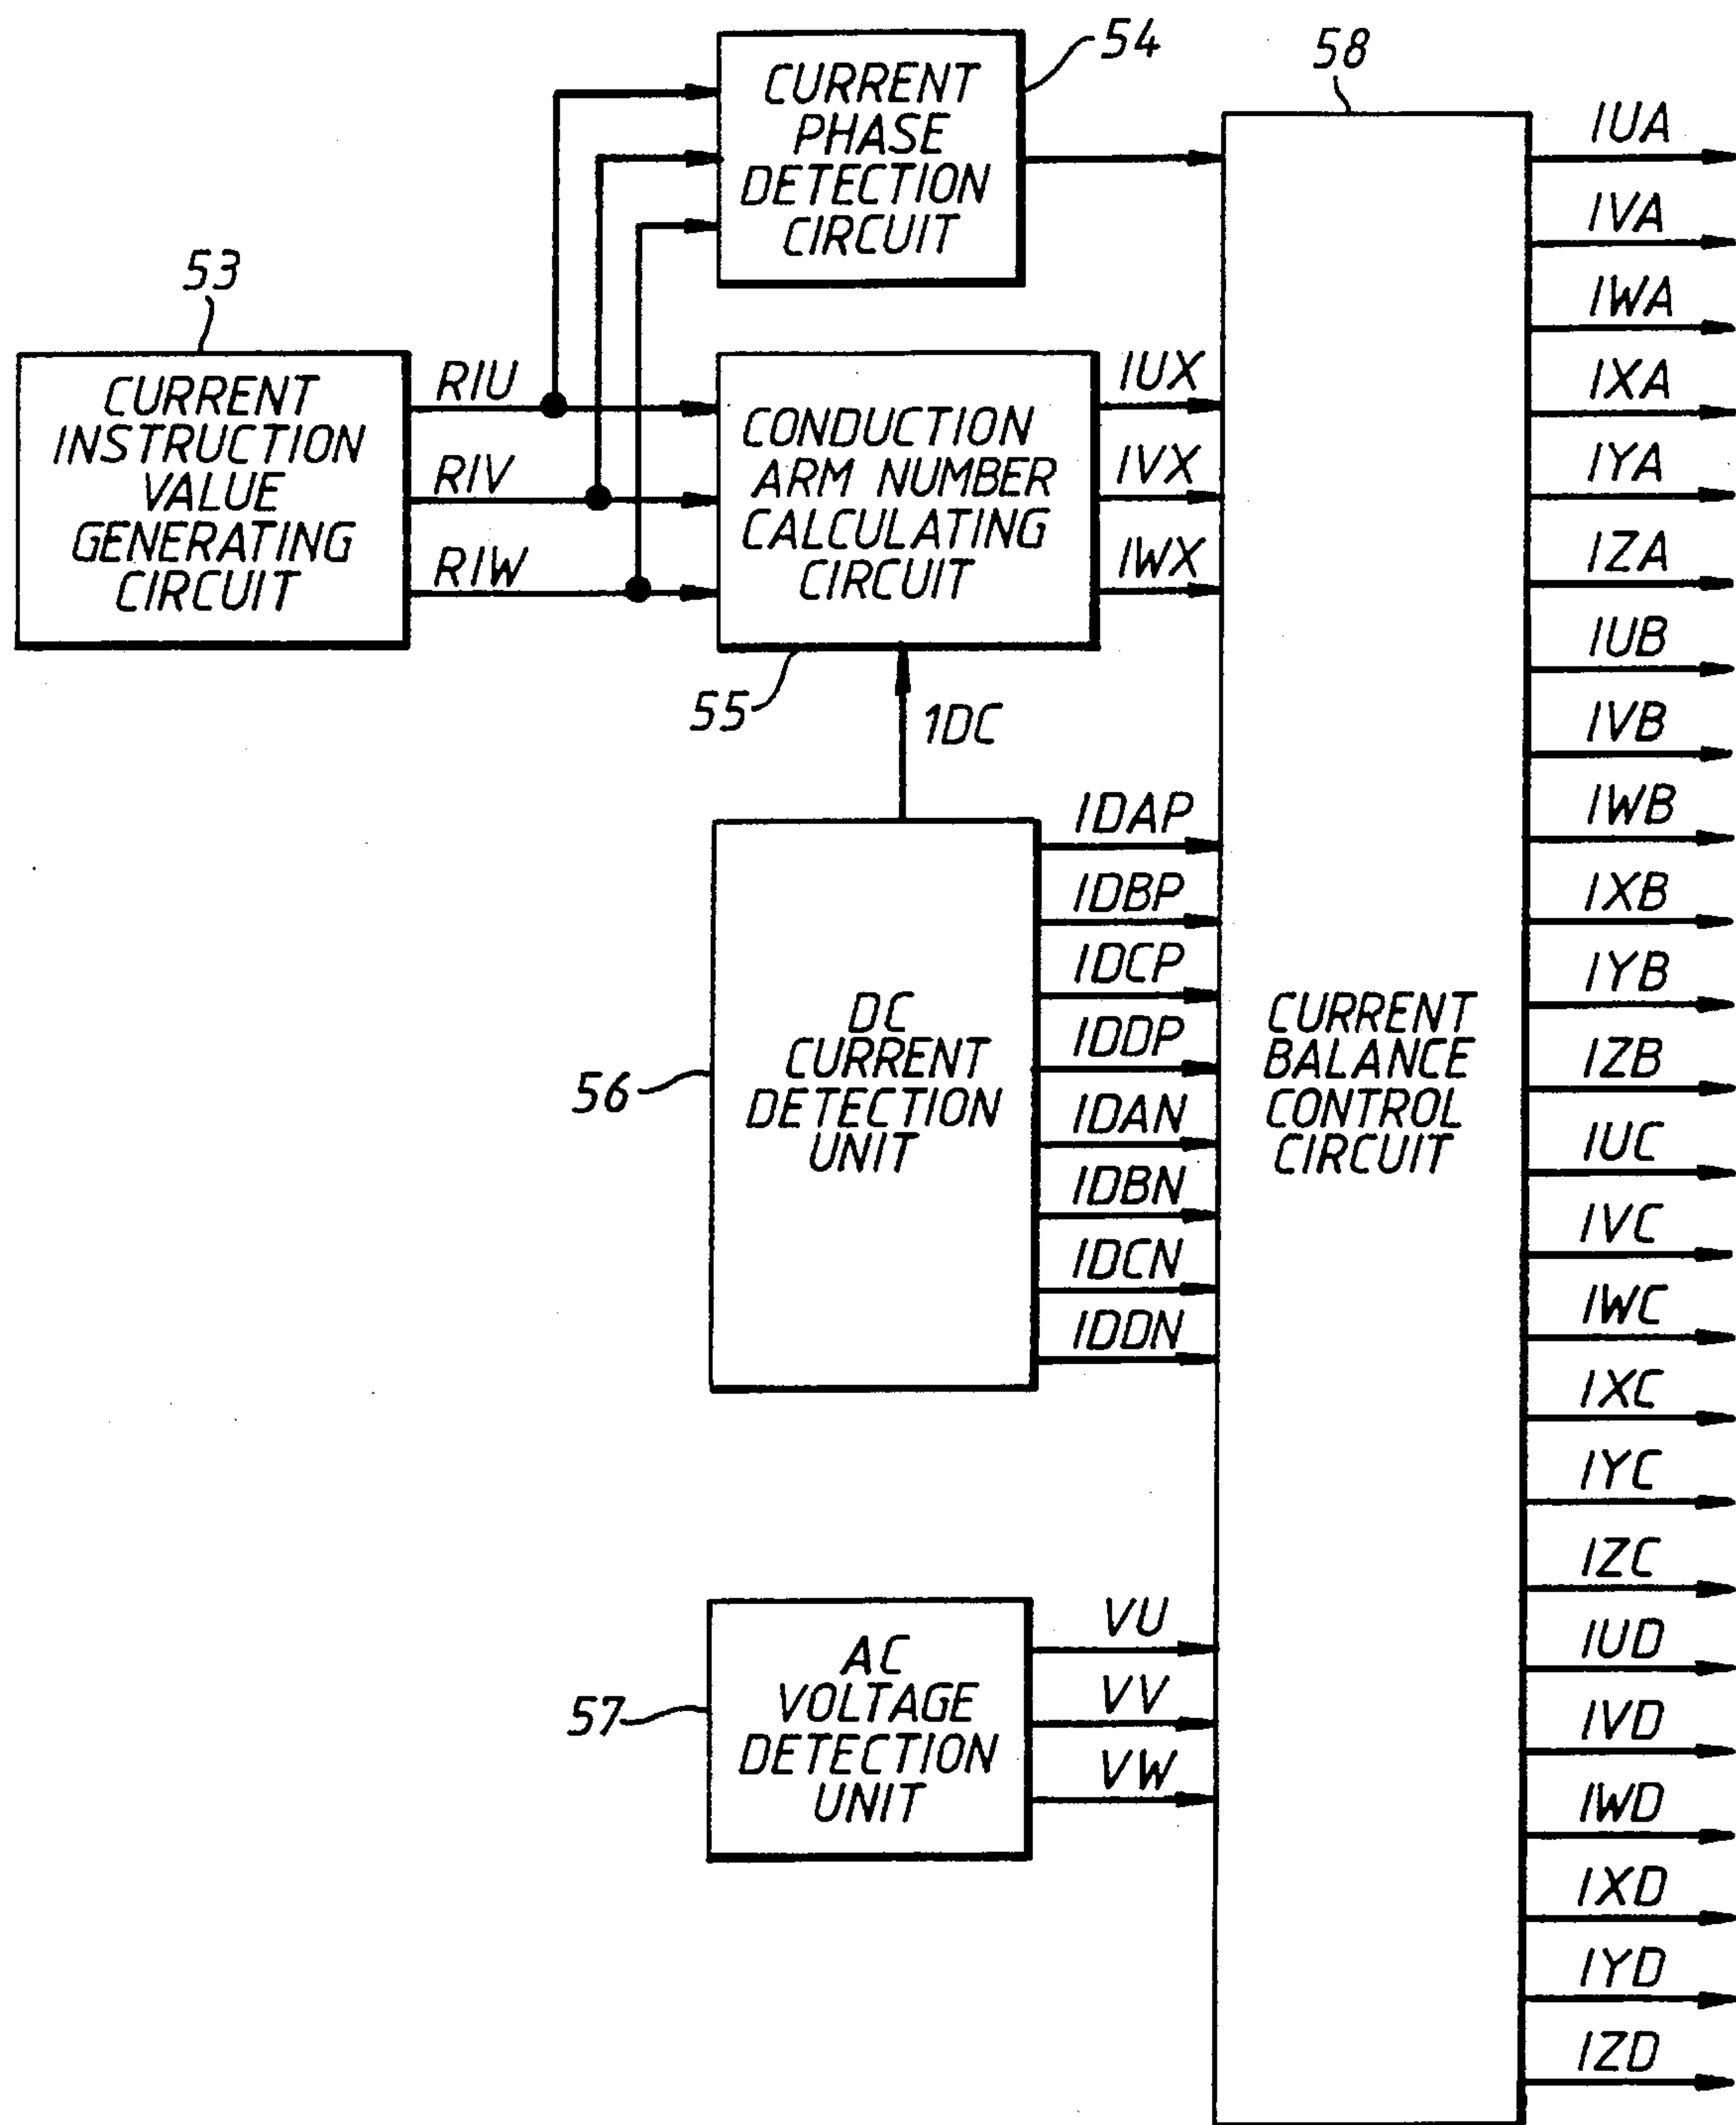 54
CURRENT
PHASE
DETECTION
CIRCUIT
58
53
CURRENT
INSTRUCTION
VALUE
GENERATING
CIRCUIT
RIU
RIV
RIW
CONDUCTION
ARM NUMBER
CALCULATING
CIRCUIT
55
IUX
IVX
IWX
1DC
56
DC
CURRENT
DETECTION
UNIT
IDAP
IDBP
IDCP
IDDP
IDAN
IDBN
IDCN
IDDN
57
AC
VOLTAGE
DETECTION
UNIT
VU
VV
VW
CURRENT
BALANCE
CONTROL
CIRCUIT
IUA
IVA
IWA
IXA
IYA
IZA
IUB
IVB
IWB
IXB
IYB
IZB
IUC
IVC
IWC
IXC
IYC
IZC
IUD
IVD
IWD
IXD
IYD
IZD